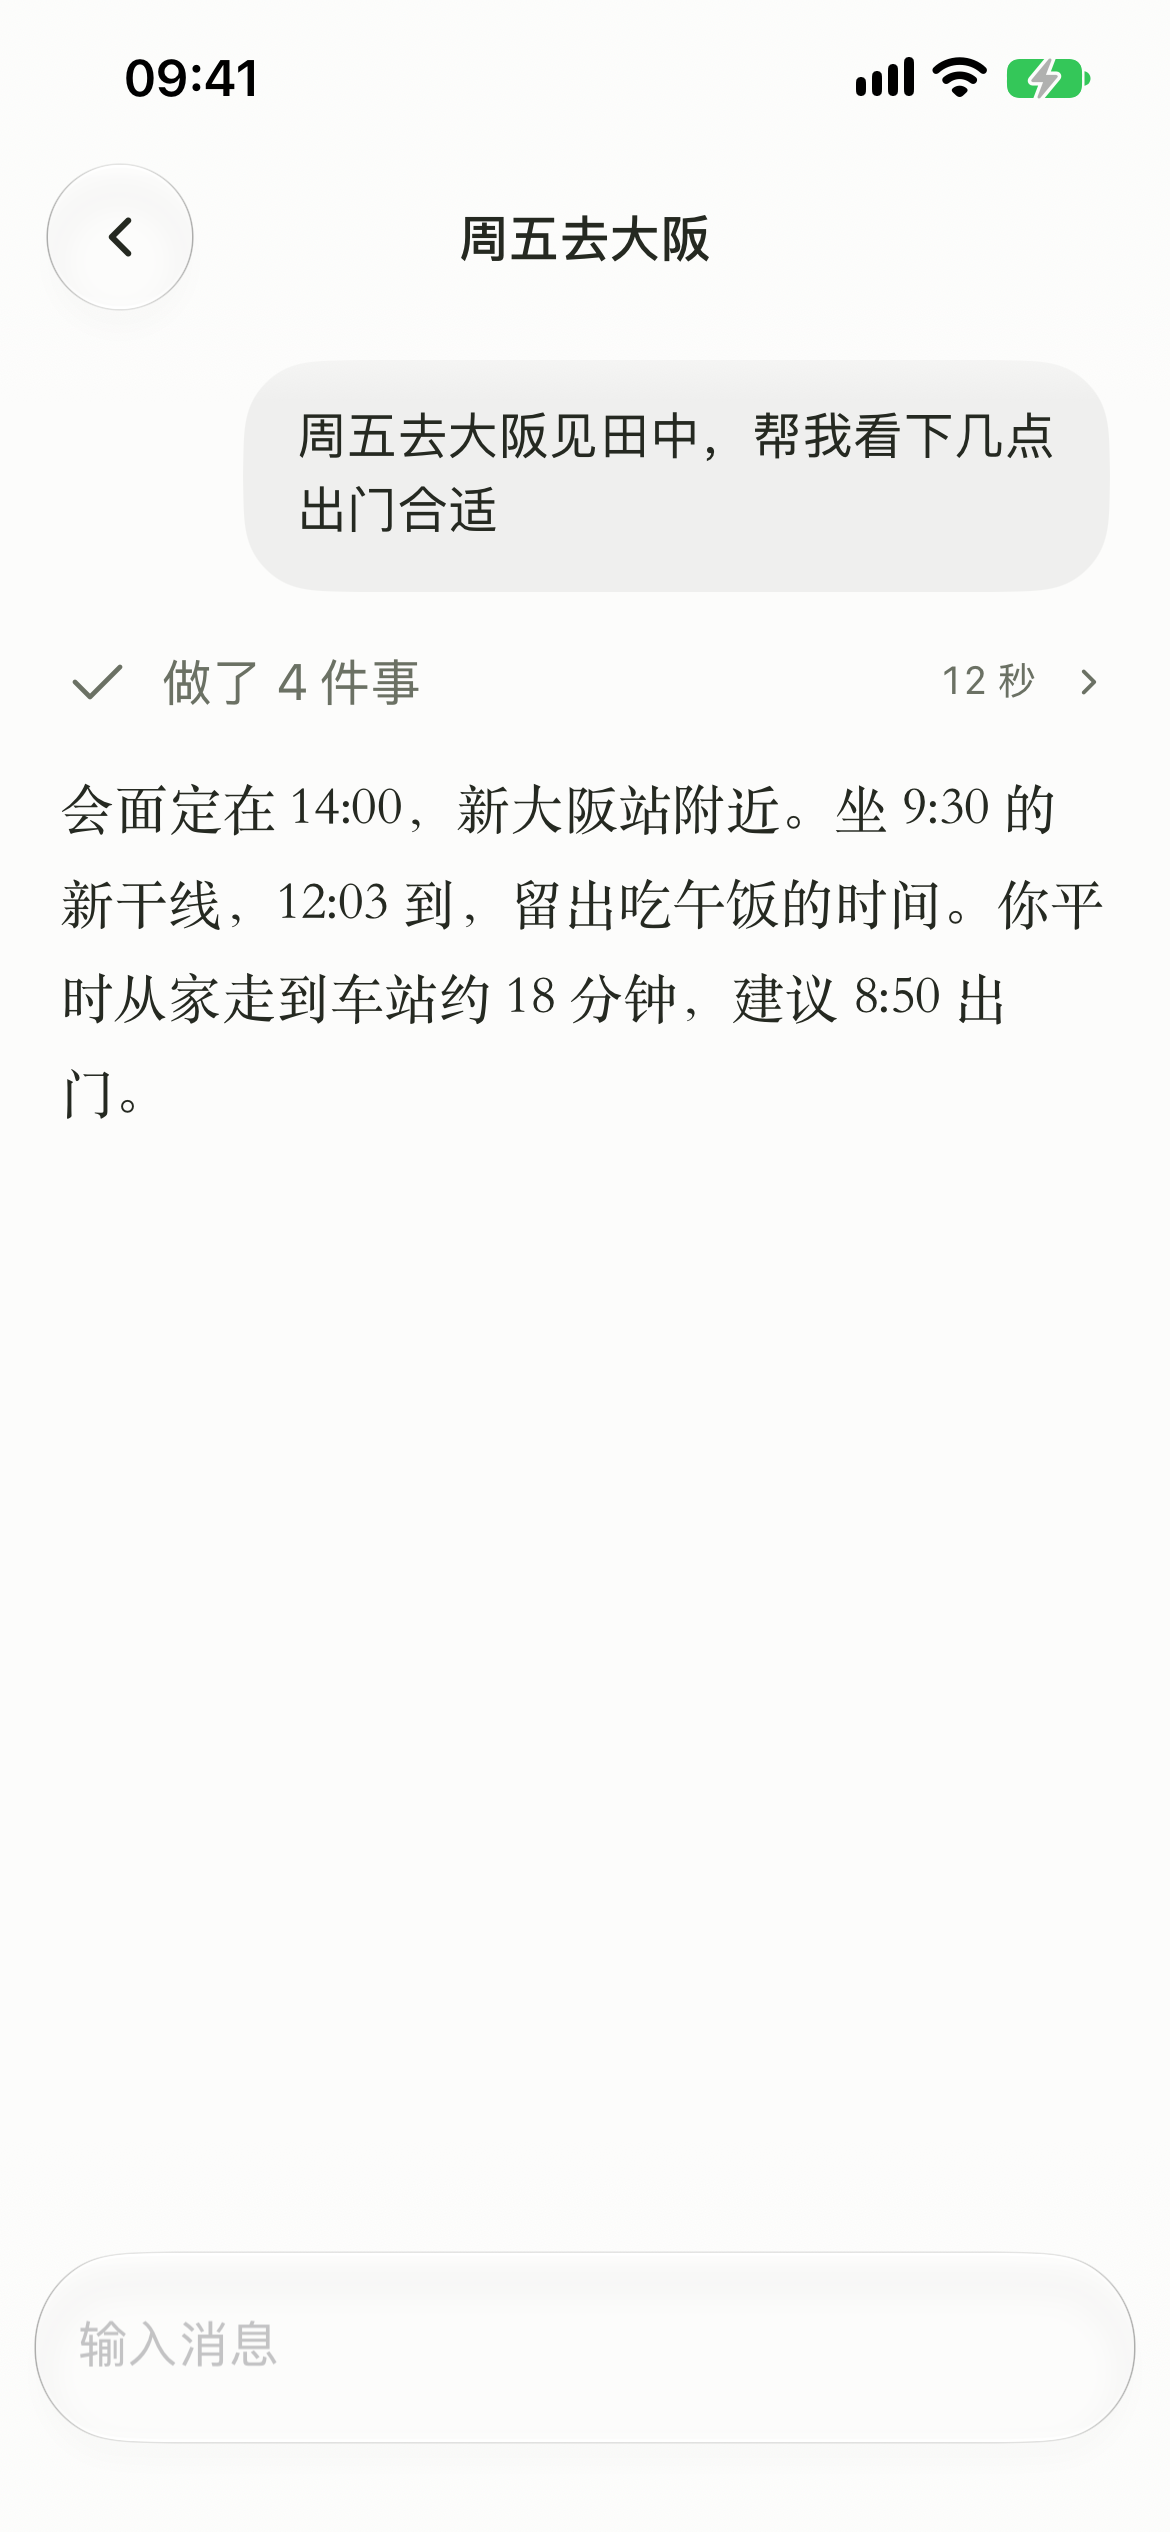 09:41
周五去大阪
周五去大阪见田中，帮我看下几点
出门合适
做了 4 件事
12 秒
会面定在 14:00，新大阪站附近。坐 9:30 的
新干线，12:03 到，留出吃午饭的时间。你平
时从家走到车站约 18 分钟，建议 8:50 出
门。
输入消息